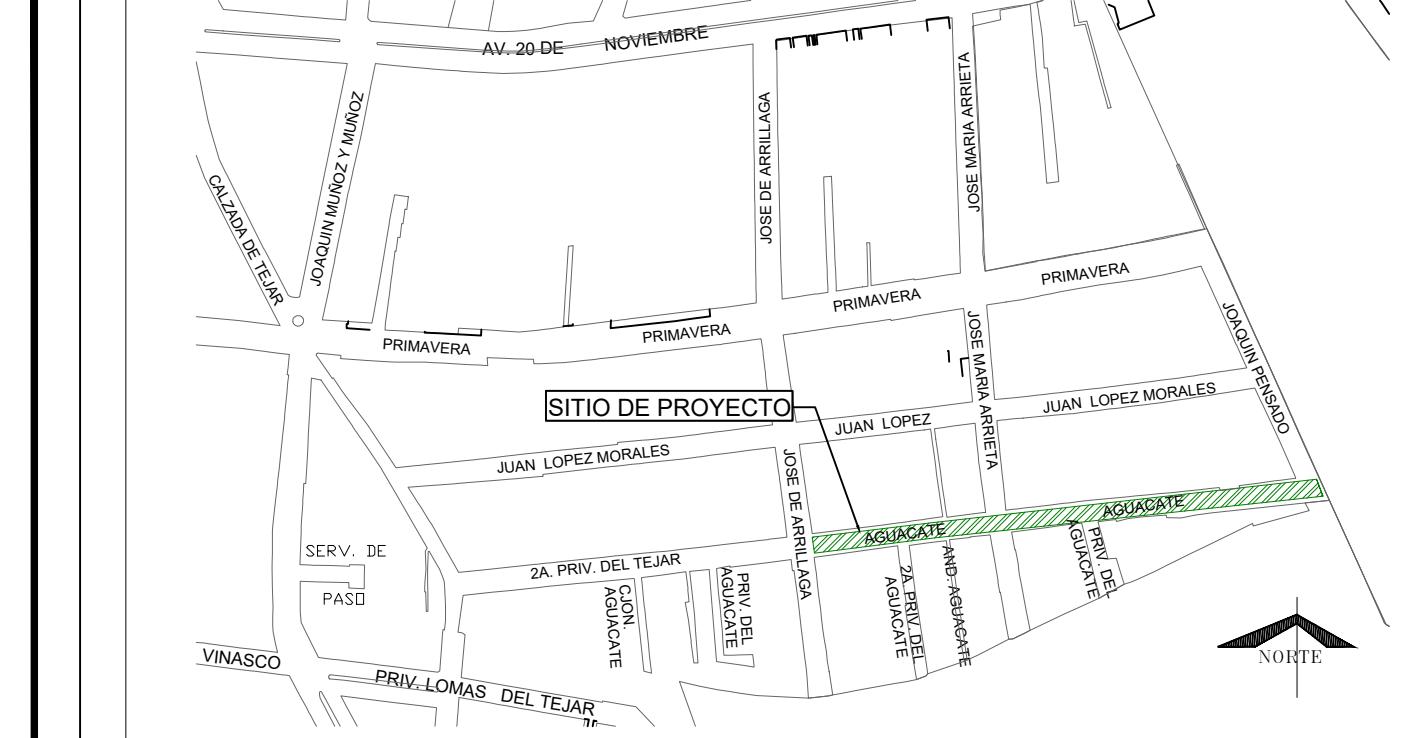 AV. 20 DE NOVIEMBRE
JOAQUIN MUÑOZ Y MUÑOZ
JOSE DE ARRILLAGA
JOSE MARIA ARRIETA
CALZADA DE TEJAR
PRIMAVERA
PRIMAVERA
PRIMAVERA
PRIMAVERA
JOSE MARIA ARRIETA
JOAQUIN PENSADO
SITIO DE PROYECTO
JUAN LOPEZ MORALES
JUAN LOPEZ
JUAN LOPEZ MORALES
JOSE DE ARRILLAGA
AGUACATE
AGUACATE
SERV. DE
PASO
2A. PRIV. DEL TEJAR
CJON.
AGUACATE
PRIV. DEL
AGUACATE
2A. PRIV. DEL
AGUACATE
AND. AGUACATE
PRIV. DEL
AGUACATE
VINASCO
PRIV. LOMAS DEL TEJAR
NORTE